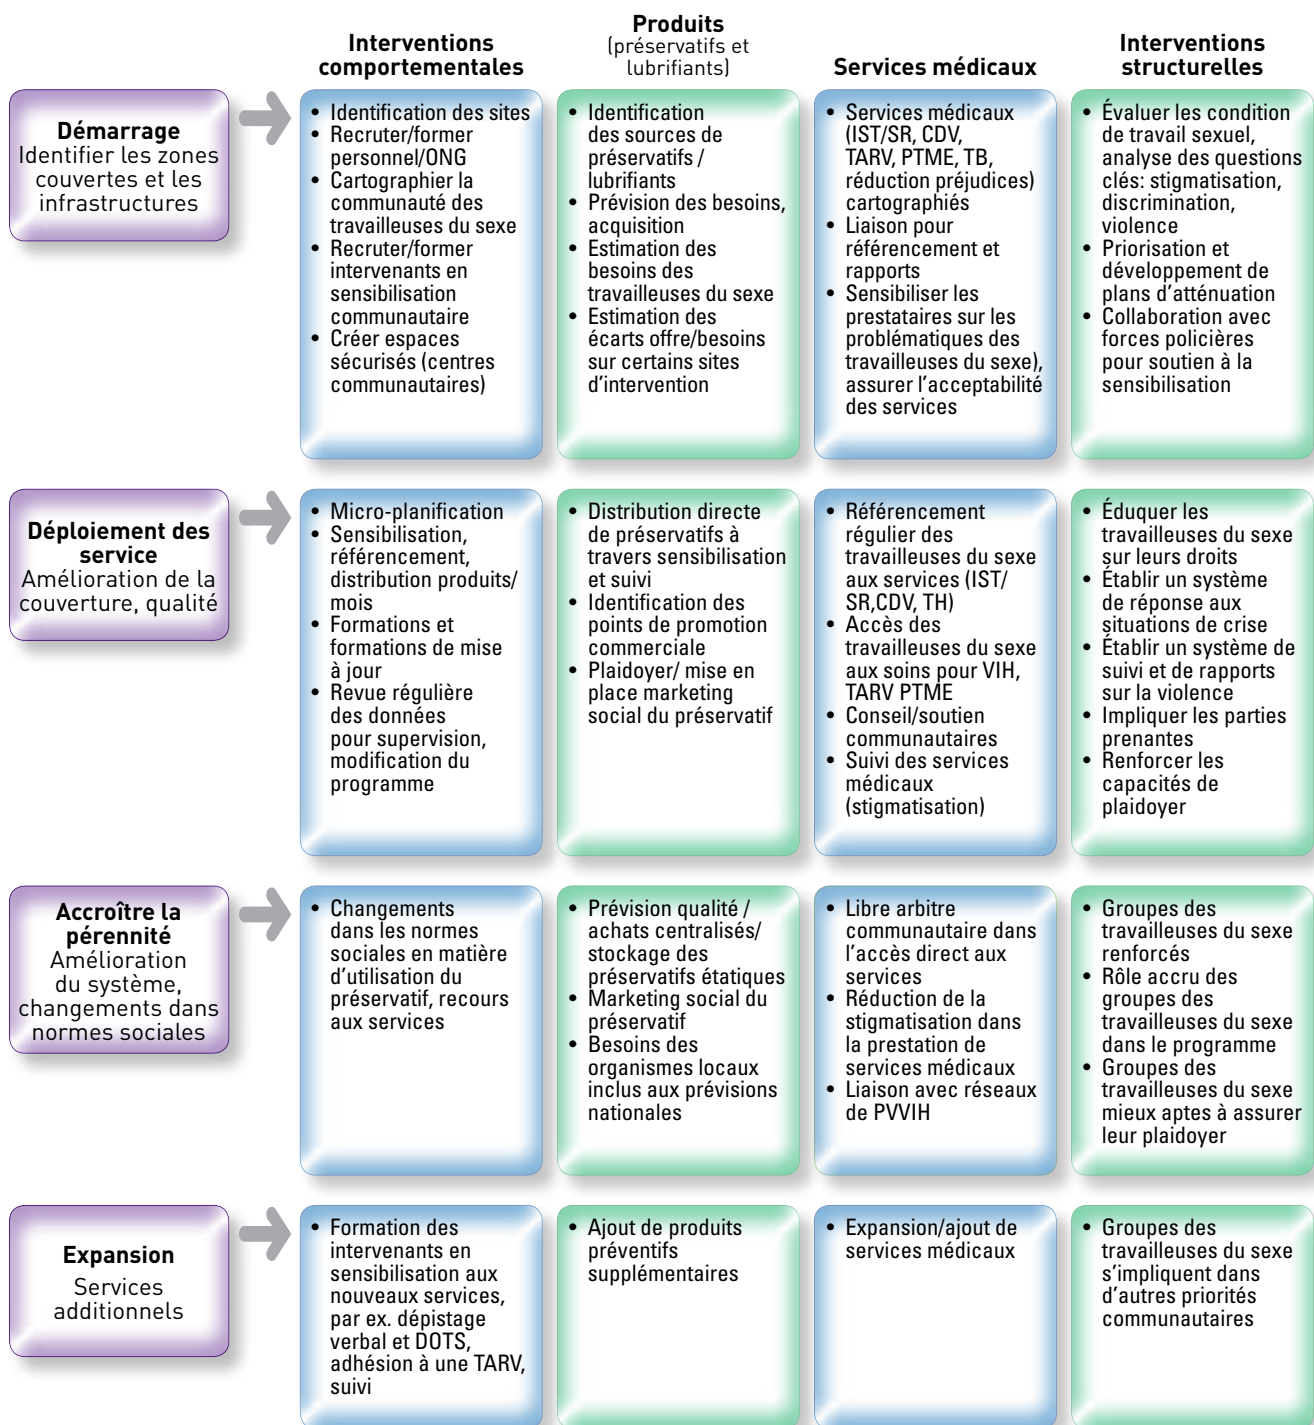 Interventions
comportementales
Produits
(préservatifs et
lubrifiants)
Services médicaux
Interventions
structurelles
Démarrage
Identifier les zones
couvertes et les
infrastructures
• Identification des sites
• Recruter/former
personnel/ONG
• Cartographier la
communauté des
travailleuses du sexe
• Recruter/former
intervenants en
sensibilisation
communautaire
• Créer espaces
sécurisés (centres
communautaires)
• Identification
des sources de
préservatifs /
lubrifiants
• Prévision des besoins,
acquisition
• Estimation des
besoins des
travailleuses du sexe
• Estimation des
écarts offre/besoins
sur certains sites
d'intervention
• Services médicaux
(IST/SR, CDV,
TARV, PTME, TB,
réduction préjudices)
cartographiés
• Liaison pour
référencement et
rapports
• Sensibiliser les
prestataires sur les
problématiques des
travailleuses du sexe),
assurer l'acceptabilité
des services
• Évaluer les condition
de travail sexuel,
analyse des questions
clés: stigmatisation,
discrimination,
violence
• Priorisation et
développement de
plans d'atténuation
• Collaboration avec
forces policières
pour soutien à la
sensibilisation
Déploiement des
service
Amélioration de la
couverture, qualité
• Micro-planification
• Sensibilisation,
référencement,
distribution produits/
mois
• Formations et
formations de mise
à jour
• Revue régulière
des données
pour supervision,
modification du
programme
• Distribution directe
de préservatifs à
travers sensibilisation
et suivi
• Identification des
points de promotion
commerciale
• Plaidoyer/ mise en
place marketing
social du préservatif
• Référencement
régulier des
travailleuses du sexe
aux services (IST/
SR,CDV, TH)
• Accès des
travailleuses du sexe
aux soins pour VIH,
TARV PTME
• Conseil/soutien
communautaires
• Suivi des services
médicaux
(stigmatisation)
• Éduquer les
travailleuses du sexe
sur leurs droits
• Établir un système
de réponse aux
situations de crise
• Établir un système de
suivi et de rapports
sur la violence
• Impliquer les parties
prenantes
• Renforcer les
capacités de
plaidoyer
Accroître la
pérennité
Amélioration
du système,
changements dans
normes sociales
• Changements
dans les normes
sociales en matière
d'utilisation du
préservatif, recours
aux services
• Prévision qualité /
achats centralisés/
stockage des
préservatifs étatiques
• Marketing social du
préservatif
• Besoins des
organismes locaux
inclus aux prévisions
nationales
• Libre arbitre
communautaire dans
l'accès direct aux
services
• Réduction de la
stigmatisation dans
la prestation de
services médicaux
• Liaison avec réseaux
de PVVIH
• Groupes des
travailleuses du sexe
renforcés
• Rôle accru des
groupes des
travailleuses du sexe
dans le programme
• Groupes des
travailleuses du sexe
mieux aptes à assurer
leur plaidoyer
Expansion
Services
additionnels
• Formation des
intervenants en
sensibilisation aux
nouveaux services,
par ex. dépistage
verbal et DOTS,
adhésion à une TARV,
suivi
• Ajout de produits
préventifs
supplémentaires
• Expansion/ajout de
services médicaux
• Groupes des
travailleuses du sexe
s'impliquent dans
d'autres priorités
communautaires